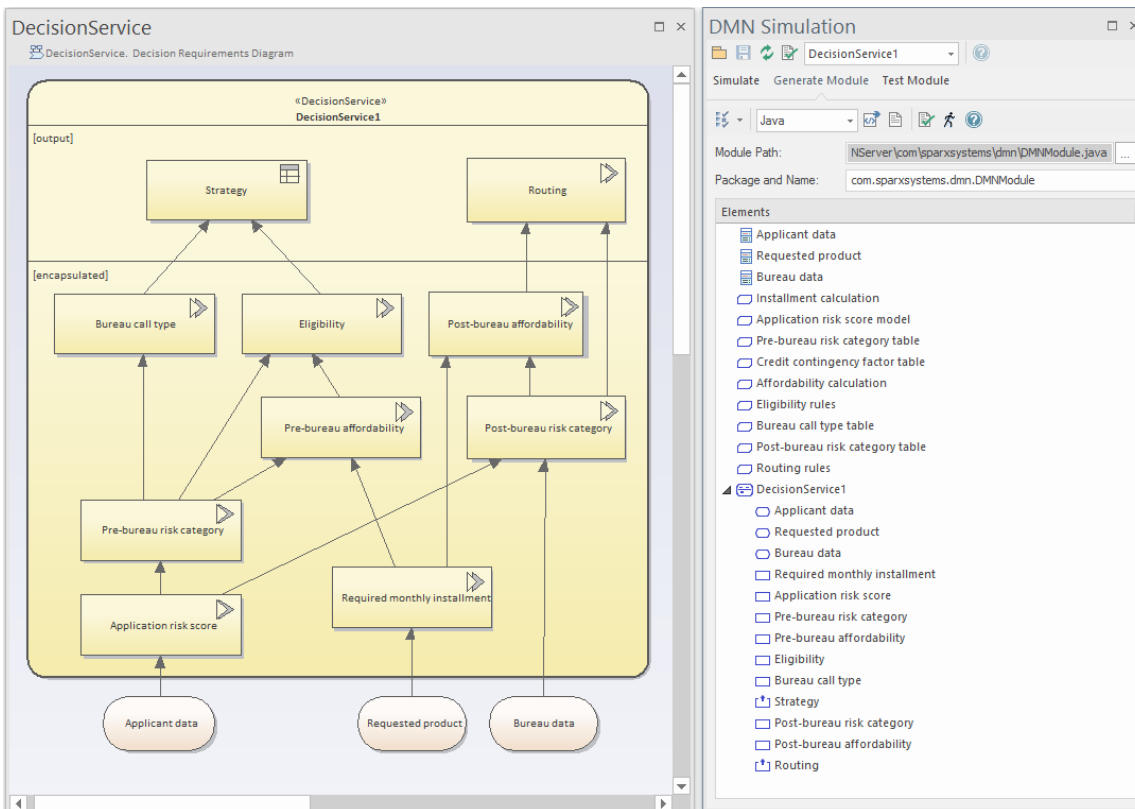 DecisionService
DecisionService. Decision Requirements Diagram
«DecisionService»
DecisionService1
[output]
Strategy
Routing
[encapsulated]
Bureau call type
Eligibility
Post-bureau affordability
Pre-bureau affordability
Post-bureau risk category
Pre-bureau risk category
Required monthly installment
Application risk score
Applicant data
Requested product
Bureau data
DMN Simulation
DecisionService1
Simulate Generate Module Test Module
Java
Module Path: NServer\com\sparxsystems\dmn\DMNModule.java ...
Package and Name: com.sparxsystems.dmn.DMNModule
Elements
Applicant data
Requested product
Bureau data
Installment calculation
Application risk score model
Pre-bureau risk category table
Credit contingency factor table
Affordability calculation
Eligibility rules
Bureau call type table
Post-bureau risk category table
Routing rules
DecisionService1
Applicant data
Requested product
Bureau data
Required monthly installment
Application risk score
Pre-bureau risk category
Pre-bureau affordability
Eligibility
Bureau call type
Strategy
Post-bureau risk category
Post-bureau affordability
Routing